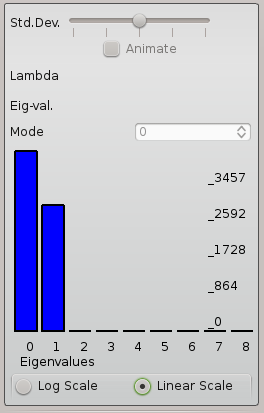 Std.Dev.
Animate
Lambda
Eig-val.
Mode 0
_3457
_2592
_1728
_864
_0
0 1 2 3 4 5 6 7 8
Eigenvalues
Log Scale Linear Scale